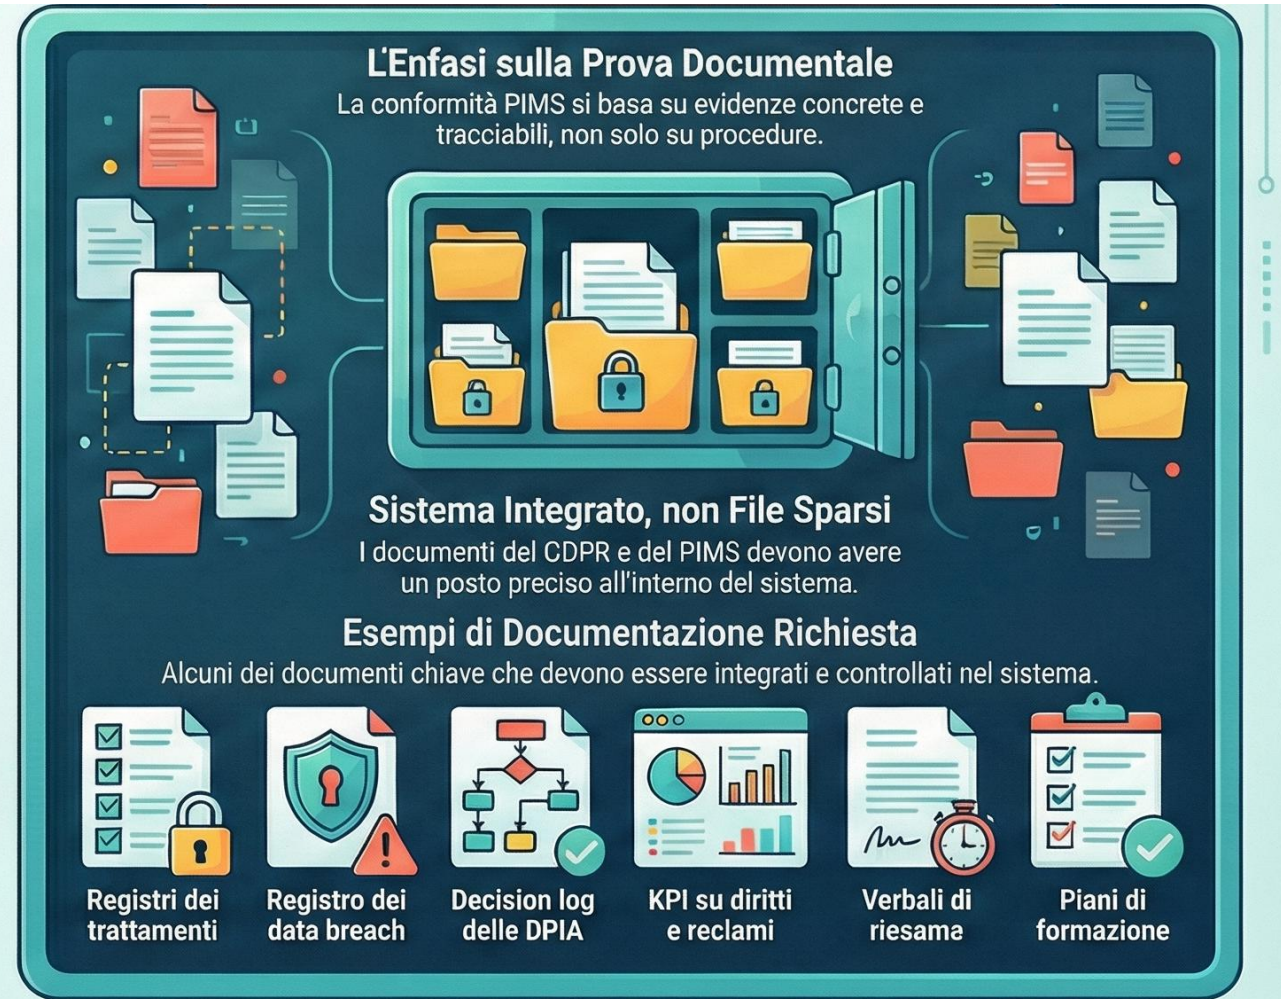 L'Enfasi sulla Prova Documentale
La conformità PIMS si basa su evidenze concrete e
tracciabili, non solo su procedure.
Sistema Integrato, non File Sparsi
I documenti del CDPR e del PIMS devono avere
un posto preciso all'interno del sistema.
Esempi di Documentazione Richiesta
Alcuni dei documenti chiave che devono essere integrati e controllati nel sistema.
Registri dei
trattamenti
Registro dei
data breach
Decision log
delle DPIA
KPI su diritti
e reclami
Verbali di
riesama
Piani di
formazione